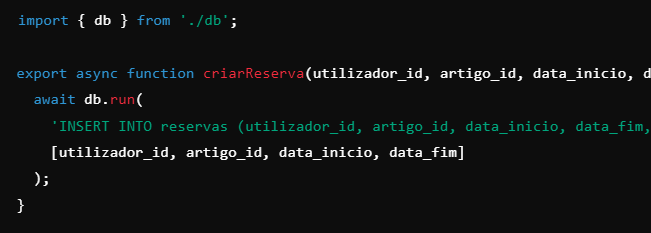 import { db } from './db';
export async function criarReserva(utilizador_id, artigo_id, data_inicio, d
await db.run(
'INSERT INTO reservas (utilizador_id, artigo_id, data_inicio, data_fim,
[utilizador_id, artigo_id, data_inicio, data_fim]
);
}